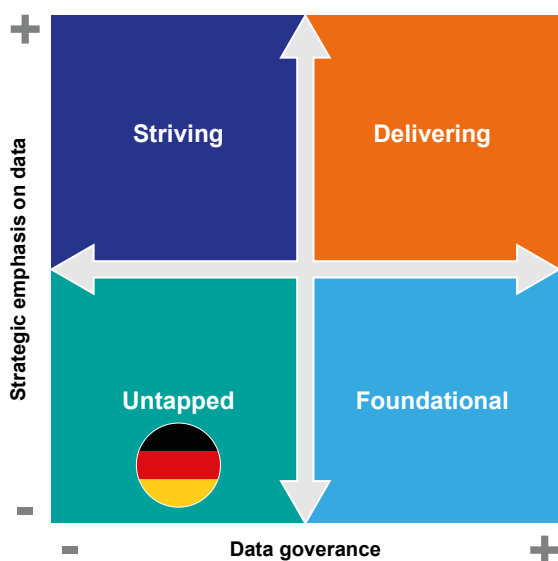 +
Strategic emphasis on data
Striving
Delivering
Untapped
Foundational
-
-
Data goverance
+